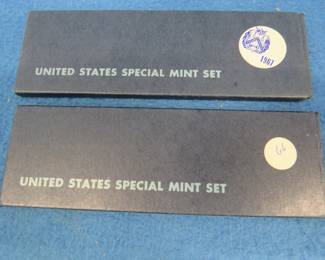 1967
UNITED STATES SPECIAL MINT SET
66
UNITED STATES SPECIAL MINT SET